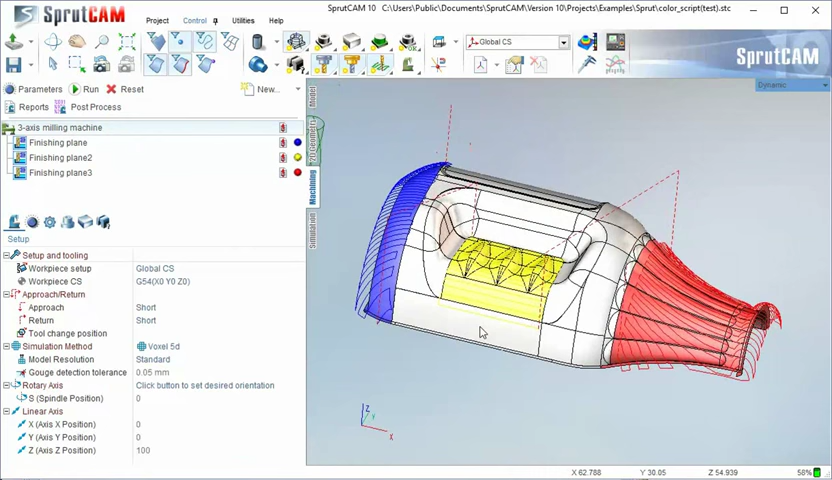 SprutCAM
SprutCAM 10 - C:\Users\Public\Documents\SprutCAM\Version 10\Projects\Examples\Sprut\color_script(test).stc
Project
Control
Utilities
Help
Global CS
SprutCAM
Parameters
Run
Reset
New...
Reports
Post Process
3-axis milling machine
Finishing plane
Finishing plane2
Finishing plane3
Model
2D Geometry
Machining
Simulation
Dynamic
Setup
Setup and tooling
Workpiece setup Global CS
Workpiece CS G54(X0 Y0 Z0)
Approach/Return
Approach Short
Return Short
Tool change position
Simulation Method Voxel 5d
Model Resolution Standard
Gouge detection tolerance 0.05 mm
Rotary Axis Click button to set desired orientation
S (Spindle Position) 0
Linear Axis
X (Axis X Position) 0
Y (Axis Y Position) 0
Z (Axis Z Position) 100
Z
Y
X
X 62.788 Y 30.05 Z 54.939 58%